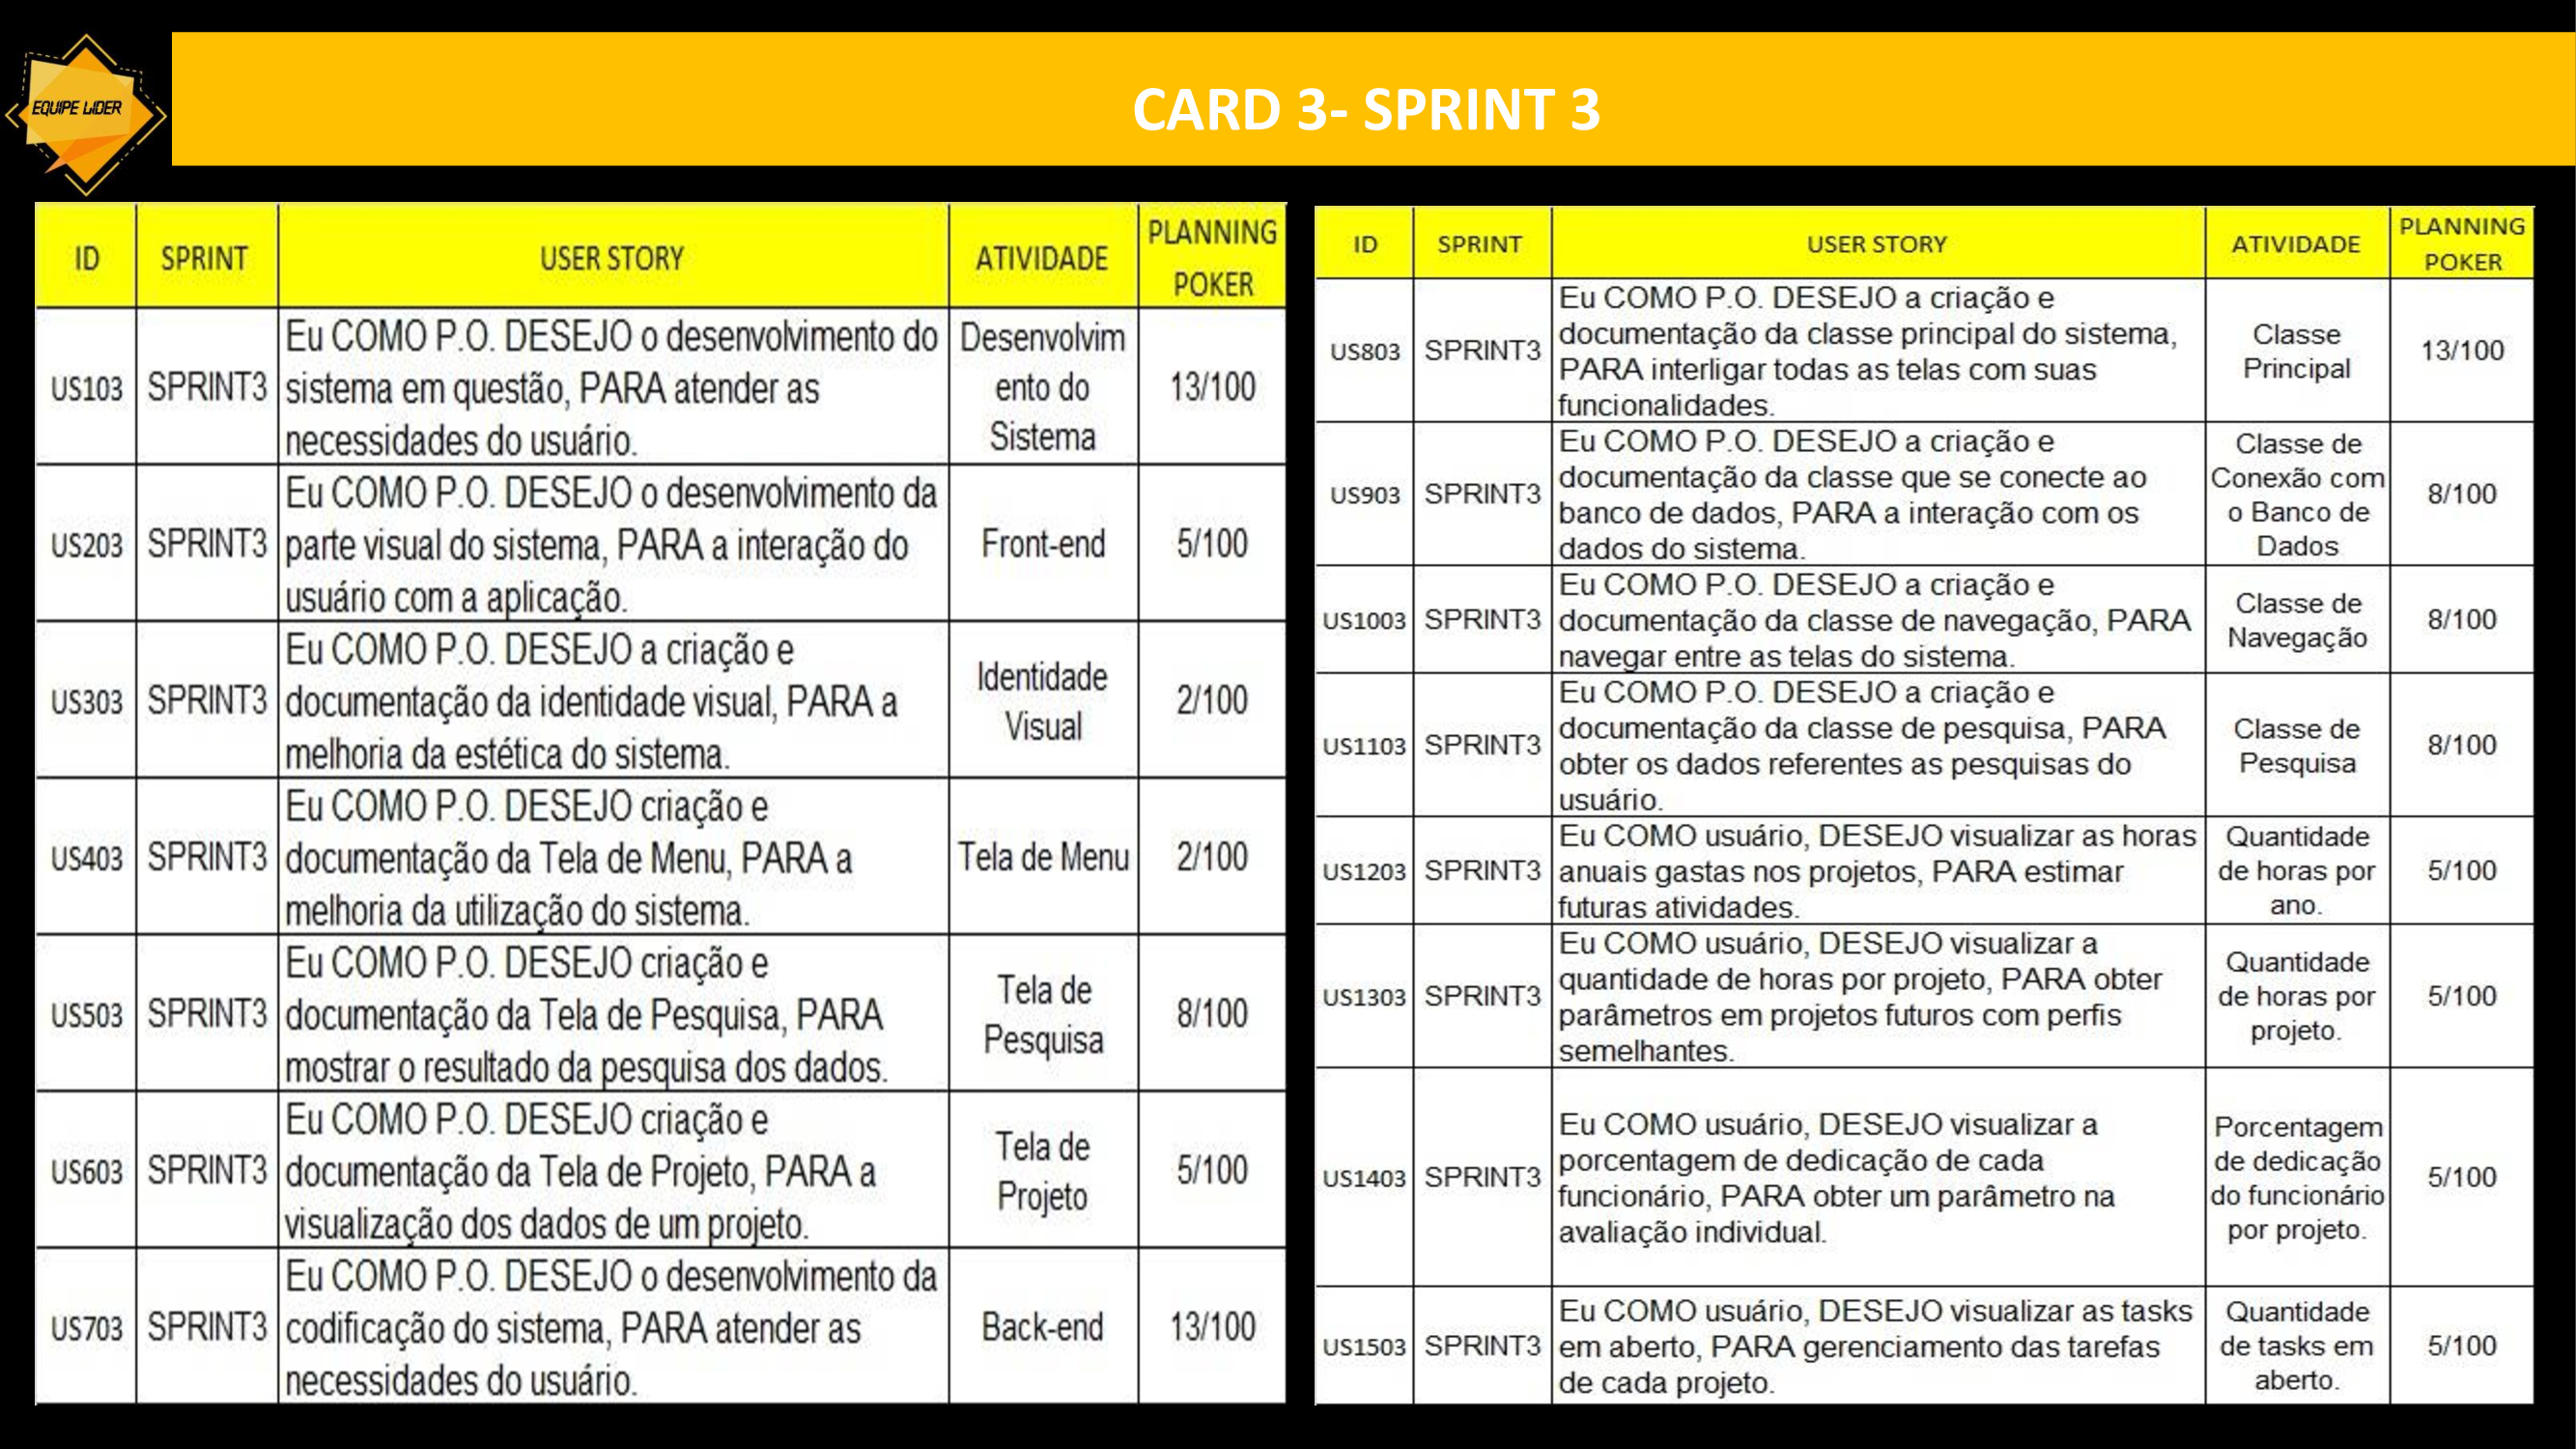 EQUIPE LIDER
CARD 3- SPRINT 3
ID SPRINT USER STORY ATIVIDADE PLANNING
POKER
US103 SPRINT3 Eu COMO P.O. DESEJO o desenvolvimento do
sistema em questão, PARA atender as
necessidades do usuário.
Desenvolvim
ento do
Sistema
13/100
US203 SPRINT3 Eu COMO P.O. DESEJO o desenvolvimento da
parte visual do sistema, PARA a interação do
usuário com a aplicação.
Front-end
5/100
US303 SPRINT3 Eu COMO P.O. DESEJO a criação e
documentação da identidade visual, PARA a
melhoria da estética do sistema.
Identidade
Visual
2/100
US403 SPRINT3 Eu COMO P.O. DESEJO criação e
documentação da Tela de Menu, PARA a
melhoria da utilização do sistema.
Tela de Menu
2/100
US503 SPRINT3 Eu COMO P.O. DESEJO criação e
documentação da Tela de Pesquisa, PARA
mostrar o resultado da pesquisa dos dados.
Tela de
Pesquisa
8/100
US603 SPRINT3 Eu COMO P.O. DESEJO criação e
documentação da Tela de Projeto, PARA a
visualização dos dados de um projeto.
Tela de
Projeto
5/100
US703 SPRINT3 Eu COMO P.O. DESEJO o desenvolvimento da
codificação do sistema, PARA atender as
necessidades do usuário.
Back-end
13/100
ID SPRINT USER STORY ATIVIDADE PLANNING
POKER
US803 SPRINT3 Eu COMO P.O. DESEJO a criação e
documentação da classe principal do sistema,
PARA interligar todas as telas com suas
funcionalidades.
Classe
Principal
13/100
US903 SPRINT3 Eu COMO P.O. DESEJO a criação e
documentação da classe que se conecte ao
banco de dados, PARA a interação com os
dados do sistema.
Classe de
Conexão com
o Banco de
Dados
8/100
US1003 SPRINT3 Eu COMO P.O. DESEJO a criação e
documentação da classe de navegação, PARA
navegar entre as telas do sistema.
Classe de
Navegação
8/100
US1103 SPRINT3 Eu COMO P.O. DESEJO a criação e
documentação da classe de pesquisa, PARA
obter os dados referentes as pesquisas do
usuário.
Classe de
Pesquisa
8/100
US1203 SPRINT3 Eu COMO usuário, DESEJO visualizar as horas
anuais gastas nos projetos, PARA estimar
futuras atividades.
Quantidade
de horas por
ano.
5/100
US1303 SPRINT3 Eu COMO usuário, DESEJO visualizar a
quantidade de horas por projeto, PARA obter
parâmetros em projetos futuros com perfis
semelhantes.
Quantidade
de horas por
projeto.
5/100
US1403 SPRINT3 Eu COMO usuário, DESEJO visualizar a
porcentagem de dedicação de cada
funcionário, PARA obter um parâmetro na
avaliação individual.
Porcentagem
de dedicação
do funcionário
por projeto.
5/100
US1503 SPRINT3 Eu COMO usuário, DESEJO visualizar as tasks
em aberto, PARA gerenciamento das tarefas
de cada projeto.
Quantidade
de tasks em
aberto.
5/100